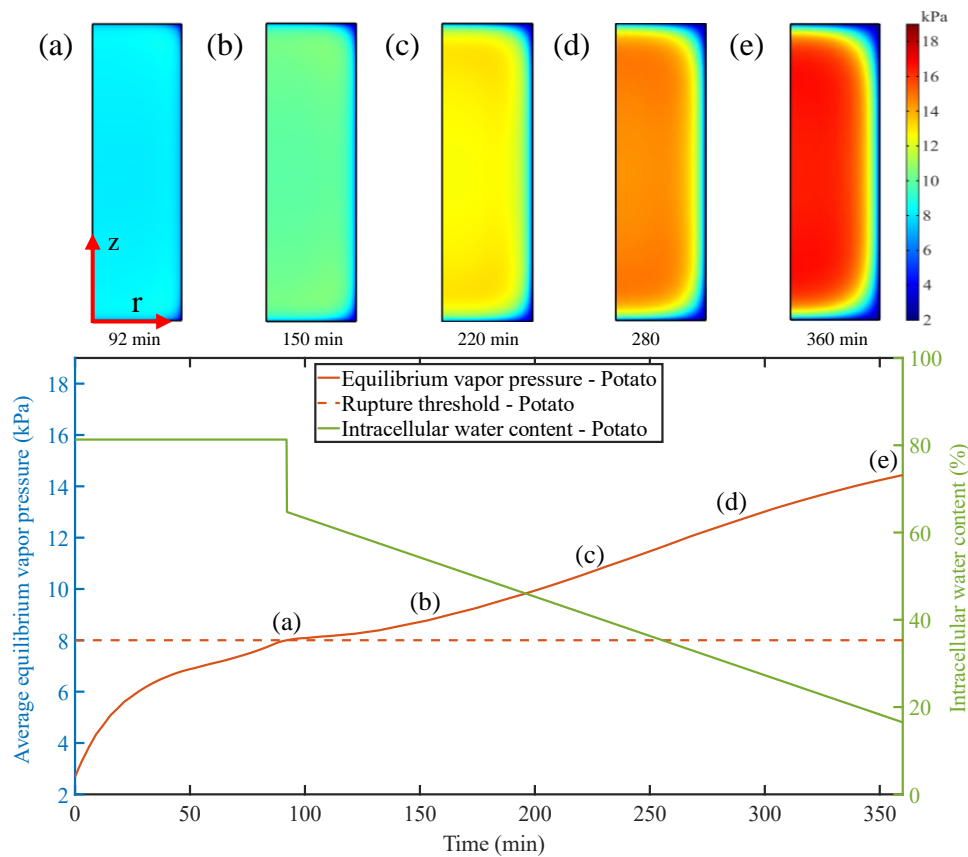 (a)
(b)
(c)
(d)
(e)
kPa
18
16
14
12
10
8
6
4
2
z
r
92 min
150 min
220 min
280
360 min
Equilibrium vapor pressure - Potato
Rupture threshold - Potato
Intracellular water content - Potato
Average equilibrium vapor pressure (kPa)
18
16
14
12
10
8
6
4
2
(a)
(b)
(c)
(d)
(e)
100
80
60
40
20
0
Intracellular water content (%)
0
50
100
150
200
250
300
350
Time (min)